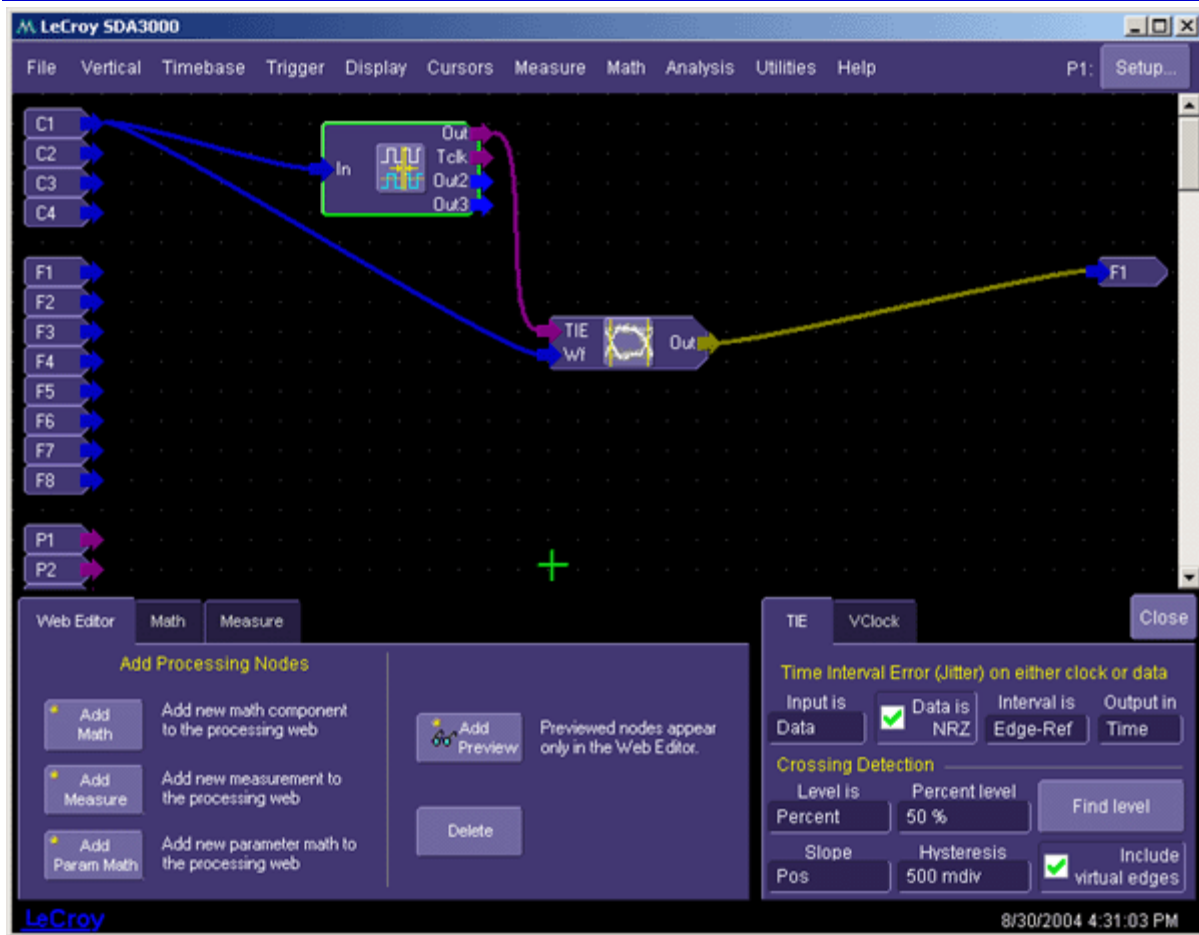 LeCroy SDA3000
File Vertical Timebase Trigger Display Cursors Measure Math Analysis Utilities Help P1: Setup...
C1
C2
C3
C4
In
Out
Tclk
Out2
Out3
F1
F2
F3
F4
F5
F6
F7
F8
P1
P2
TIE
Wf
Out
F1
Web Editor Math Measure
Add Processing Nodes
Add Math
Add new math component
to the processing web
Add Measure
Add new measurement to
the processing web
Add Param Math
Add new parameter math to
the processing web
Add Preview
Previewed nodes appear
only in the Web Editor.
Delete
TIE VClock Close
Time Interval Error (Jitter) on either clock or data
Input is
Data
Data is NRZ
Interval is
Edge-Ref
Output in
Time
Crossing Detection
Level is
Percent
Percent level
50 %
Find level
Slope
Pos
Hysteresis
500 mdiv
Include virtual edges
LeCroy
8/30/2004 4:31:03 PM